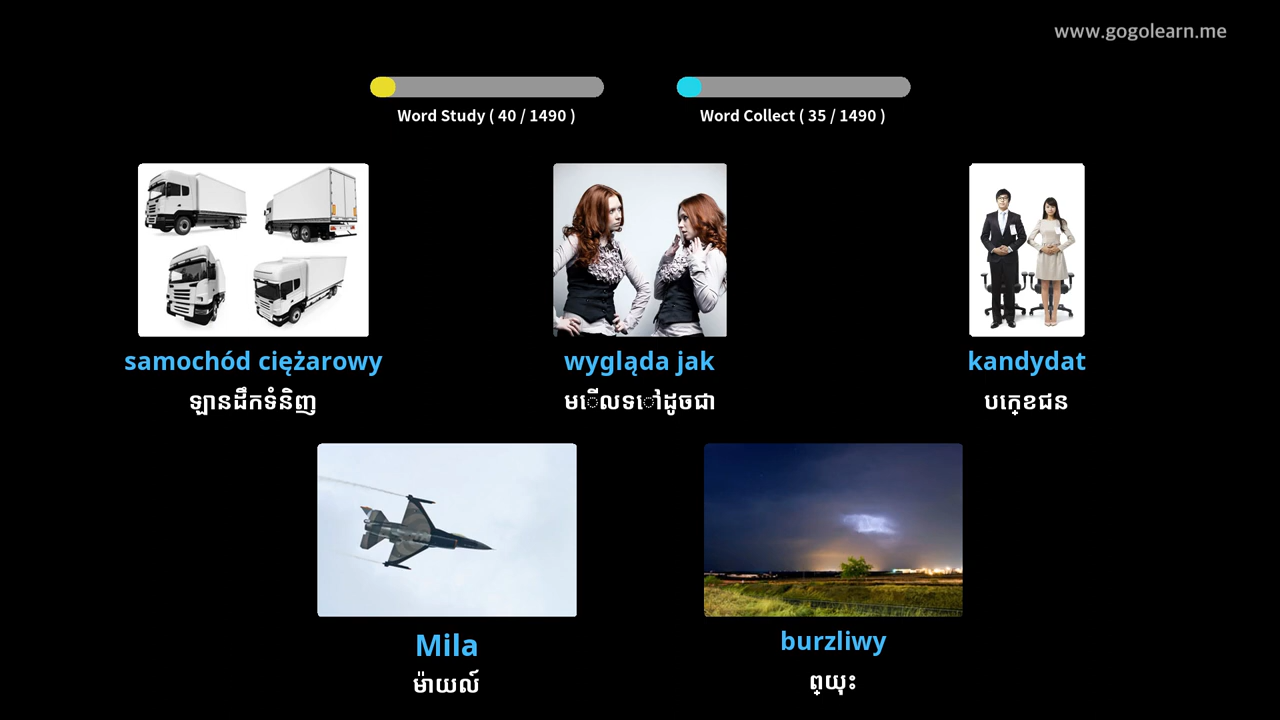 www.gogolearn.me
Word Study ( 40 / 1490 )
Word Collect ( 35 / 1490 )
samochód ciężarowy
wygląda jak
kandydat
ឡានដឹកទំនិញ
មើលទៅដូចជា
បេក្ខជន
Mila
burzliwy
ម៉ាយល៍
ព្យុះ